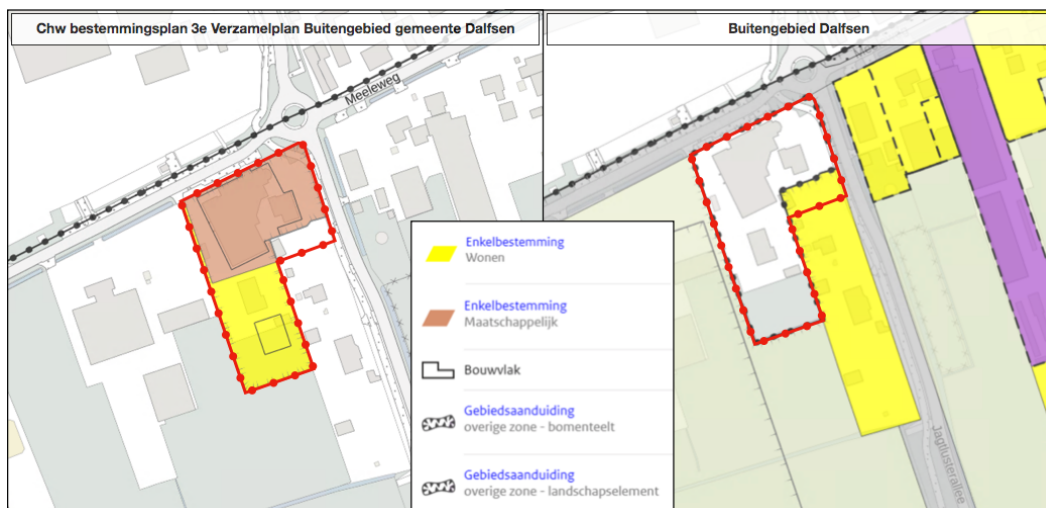 Chw bestemmingsplan 3e Verzamelplan Buitengebied gemeente Dalfsen
Buitengebied Dalfsen
Meeleweg
Enkelbestemming
Wonen
Enkelbestemming
Maatschappelijk
Bouwvlak
Gebiedsaanduiding
overige zone - bomenteelt
Gebiedsaanduiding
overige zone - landschapselement
Jagtlusterallee